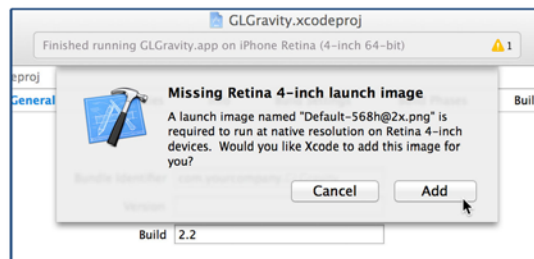 GLGravity.xcodeproj
Finished running GLGravity.app on iPhone Retina (4-inch 64-bit)
1
eproj
General
Buil
Missing Retina 4-inch launch image
A launch image named "Default-568h@2x.png" is
required to run at native resolution on Retina 4-inch
devices. Would you like Xcode to add this image for
you?
Bundle Identifier
Cancel
Add
Version
Build
2.2